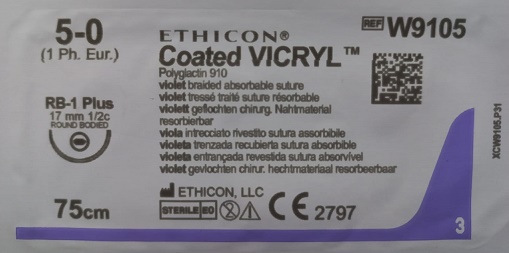 5-0
(1 Ph. Eur.)
RB-1 Plus
17 mm 1/2c
ROUND BODIED
75cm
ETHICON®
Coated VICRYL™
Polyglactin 910
violet braided absorbable suture
violet tressé traité suture résorbable
violett geflochten chirurg. Nahtmaterial
resorbierbar
viola intrecciato rivestito sutura assorbibile
violeta trenzada recubierta sutura absorbible
violeta entrançada revestida sutura absorvível
violet gevlochten chirur. hechtmateriaal resorbeerbaar
ETHICON, LLC
STERILE EO 2 CE 2797
REF W9105
XCW9105.P31
3